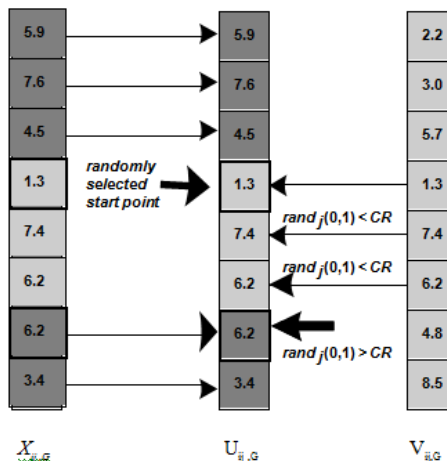 5.9 5.9 2.2
7.6 7.6 3.0
4.5 4.5 5.7
randomly
selected
start point
1.3 1.3 1.3
rand j(0,1) < CR
7.4 7.4 7.4
rand j(0,1) < CR
6.2 6.2 6.2
6.2 6.2 4.8
rand j(0,1) > CR
3.4 3.4 8.5
X ij,G U ij,G V ij,G